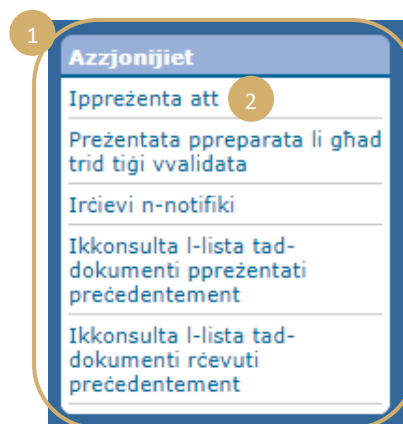 1
Azzjonijiet
Ippreżenta att 2
Preżentata ppreparata li għad
trid tiġi vvalidata
Irċievi n-notifiki
Ikkonsulta l-lista tad-
dokumenti ppreżentati
preċedentement
Ikkonsulta l-lista tad-
dokumenti rċevuti
preċedentement